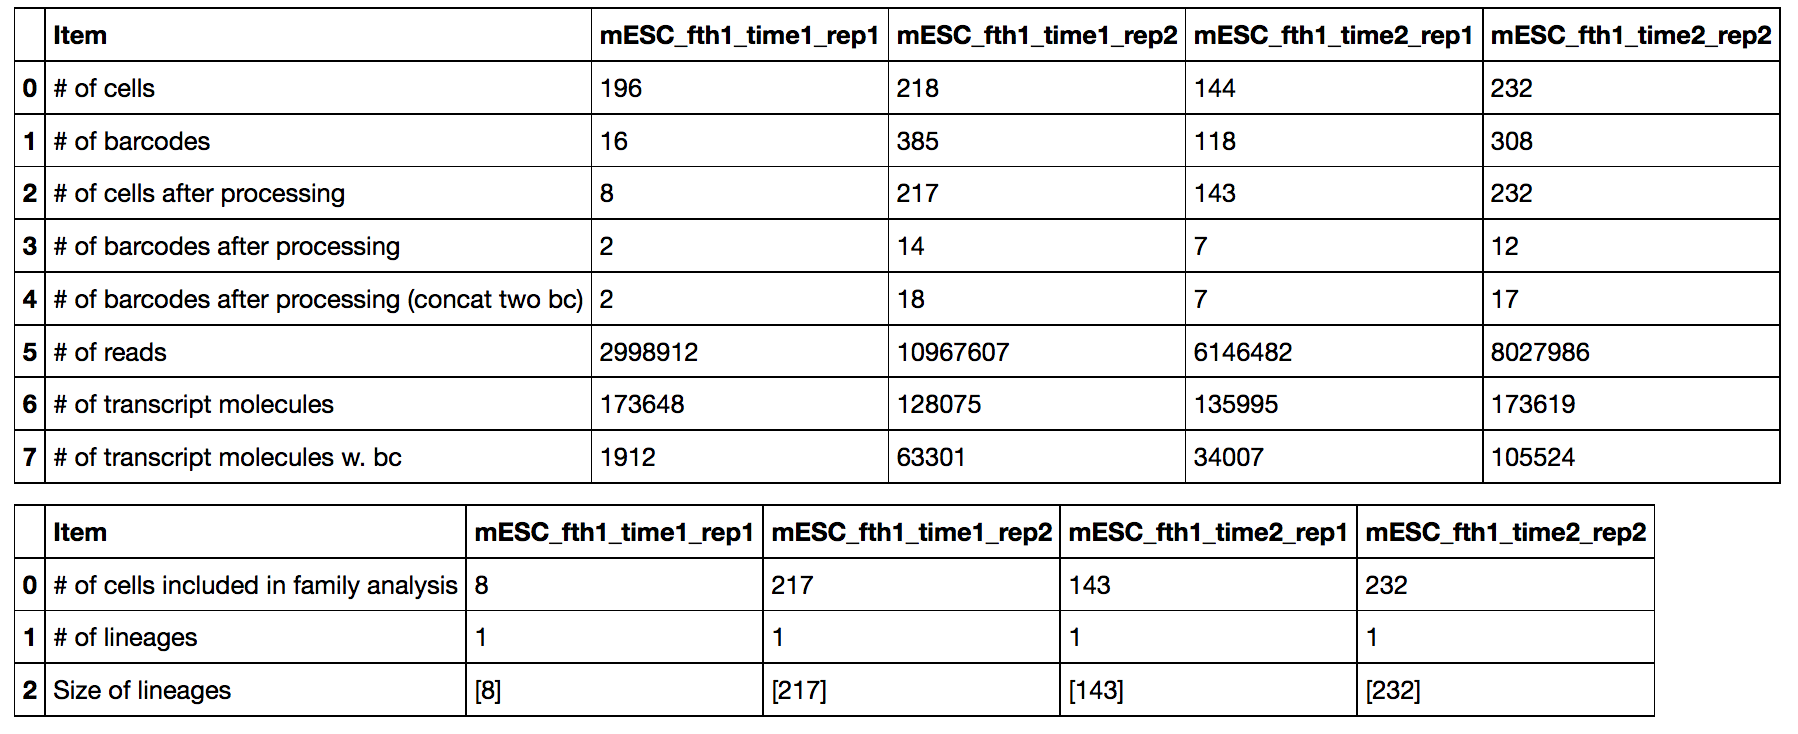 Item mESC_fth1_time1_rep1 mESC_fth1_time1_rep2 mESC_fth1_time2_rep1 mESC_fth1_time2_rep2
0 # of cells 196 218 144 232
1 # of barcodes 16 385 118 308
2 # of cells after processing 8 217 143 232
3 # of barcodes after processing 2 14 7 12
4 # of barcodes after processing (concat two bc) 2 18 7 17
5 # of reads 2998912 10967607 6146482 8027986
6 # of transcript molecules 173648 128075 135995 173619
7 # of transcript molecules w. bc 1912 63301 34007 105524
Item mESC_fth1_time1_rep1 mESC_fth1_time1_rep2 mESC_fth1_time2_rep1 mESC_fth1_time2_rep2
0 # of cells included in family analysis 8 217 143 232
1 # of lineages 1 1 1 1
2 Size of lineages [8] [217] [143] [232]